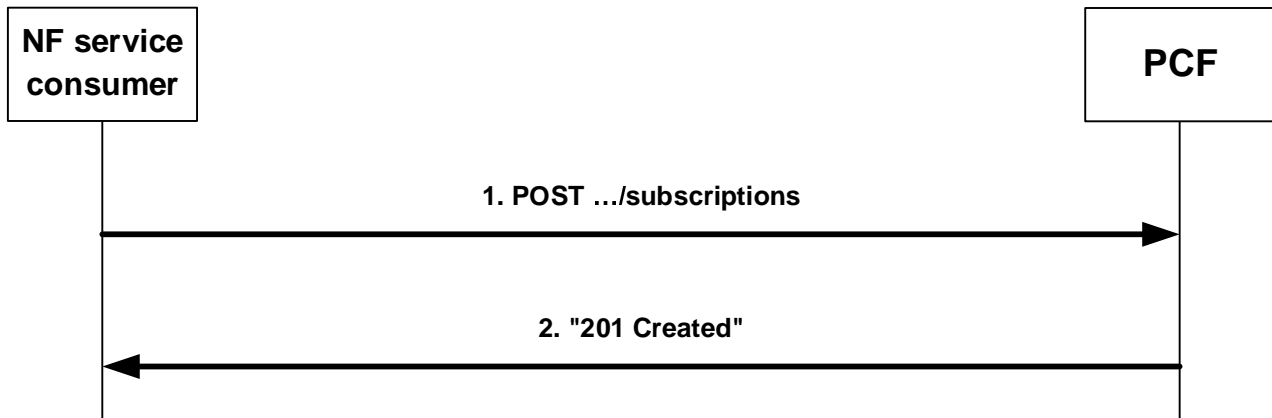 NF service
consumer
PCF
1. POST …/subscriptions
2. "201 Created"